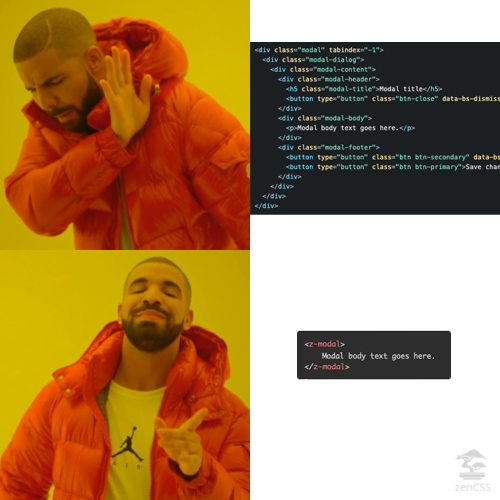 <div class="modal" tabindex="-1">
<div class="modal-dialog">
<div class="modal-content">
<div class="modal-header">
<h5 class="modal-title">Modal title</h5>
<button type="button" class="btn-close" data-bs-dismiss
</div>
<div class="modal-body">
<p>Modal body text goes here.</p>
</div>
<div class="modal-footer">
<button type="button" class="btn btn-secondary" data-bs
<button type="button" class="btn btn-primary">Save chan
</div>
</div>
</div>
</div>
<z-modal>
Modal body text goes here.
</z-modal>
AIR
zenCSS